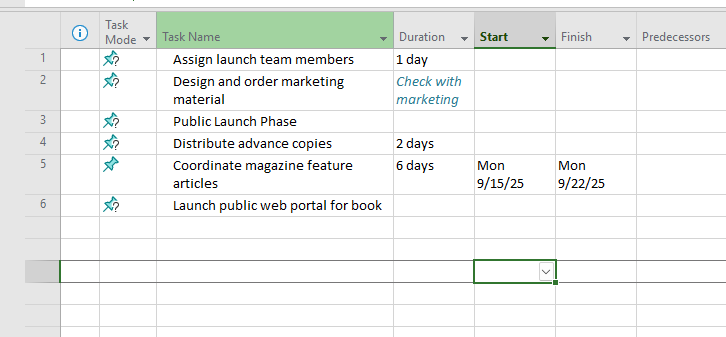 Task Mode Task Name Duration Start Finish Predecessors
1 ? Assign launch team members 1 day
2 ? Design and order marketing material Check with marketing
3 ? Public Launch Phase
4 ? Distribute advance copies 2 days
5 Coordinate magazine feature articles 6 days Mon 9/15/25 Mon 9/22/25
6 ? Launch public web portal for book